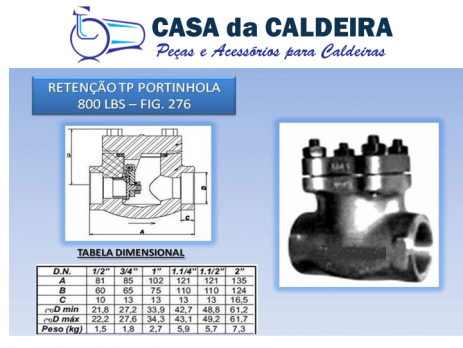 CASA da CALDEIRA
Peças e Acessórios para Caldeiras
RETENÇÃO TP PORTINHOLA
800 LBS – FIG. 276
B
D
C
A
TABELA DIMENSIONAL
D.N. 1/2" 3/4" 1" 1.1/4" 1.1/2" 2"
A 81 85 102 121 121 135
B 60 65 75 110 110 124
C 10 13 13 13 13 16,5
(*)D min 21,8 27,2 33,9 42,7 48,8 61,2
(*)D máx 22,2 27,6 34,3 43,1 49,2 61,7
Peso (kg) 1,5 1,8 2,7 5,9 5,7 7,3